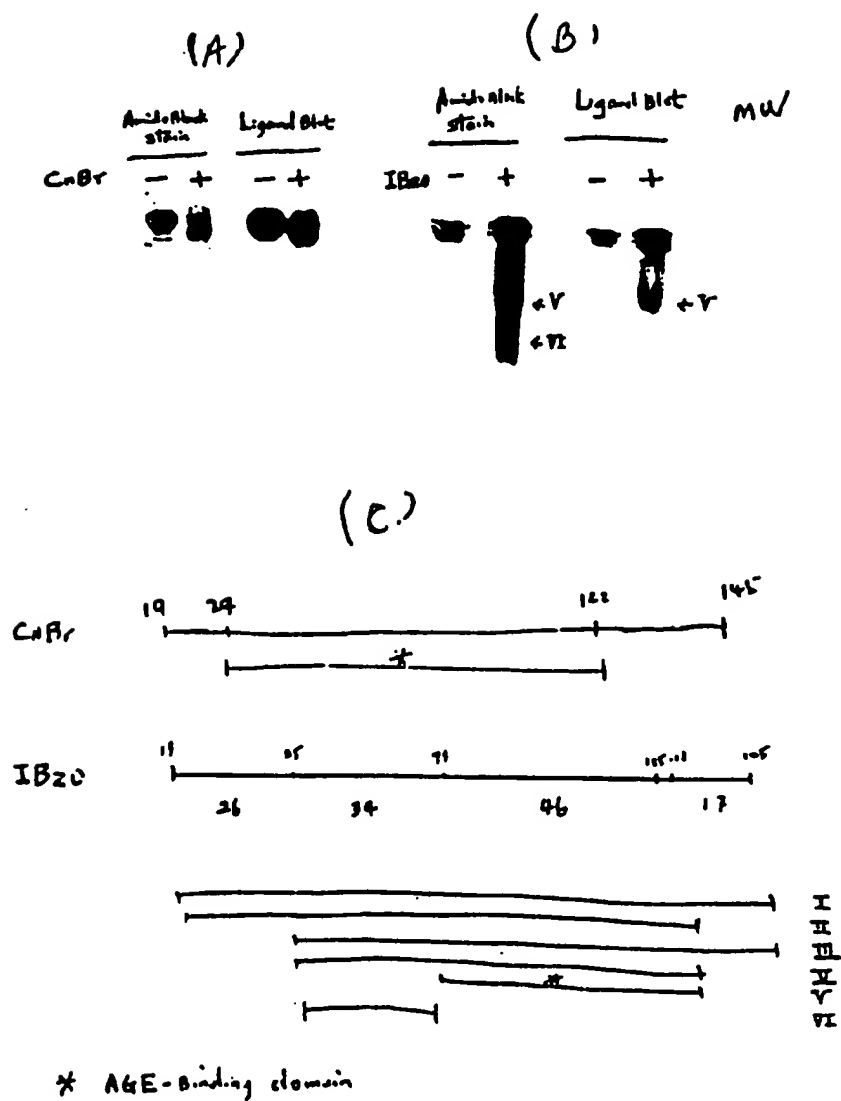 (A)
(B)
Amido Black stain
Ligand Blot
Amido Black stain
Ligand Blot
MW
CnBr - + - +
IB20 - + - +
V
VI
V
(C)
19 29 122 145
CnBr
*
IB20
26 34 46 17
I
II
III
*
V
VI
* AGE-Binding domain